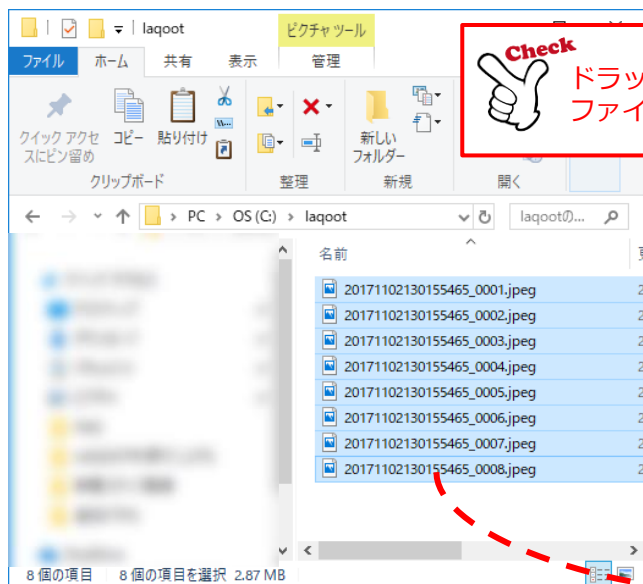 laqoot
ピクチャ ツール
ファイル
ホーム
共有
表示
管理
Check
ドラッ
ファイ
クイック アクセ
スにピン留め
コピー
貼り付け
新しい
フォルダー
クリップボード
整理
新規
開く
PC
OS (C:)
laqoot
laqootの...
名前
20171102130155465_0001.jpeg
20171102130155465_0002.jpeg
20171102130155465_0003.jpeg
20171102130155465_0004.jpeg
20171102130155465_0005.jpeg
20171102130155465_0006.jpeg
20171102130155465_0007.jpeg
20171102130155465_0008.jpeg
8 個の項目
8 個の項目を選択 2.87 MB